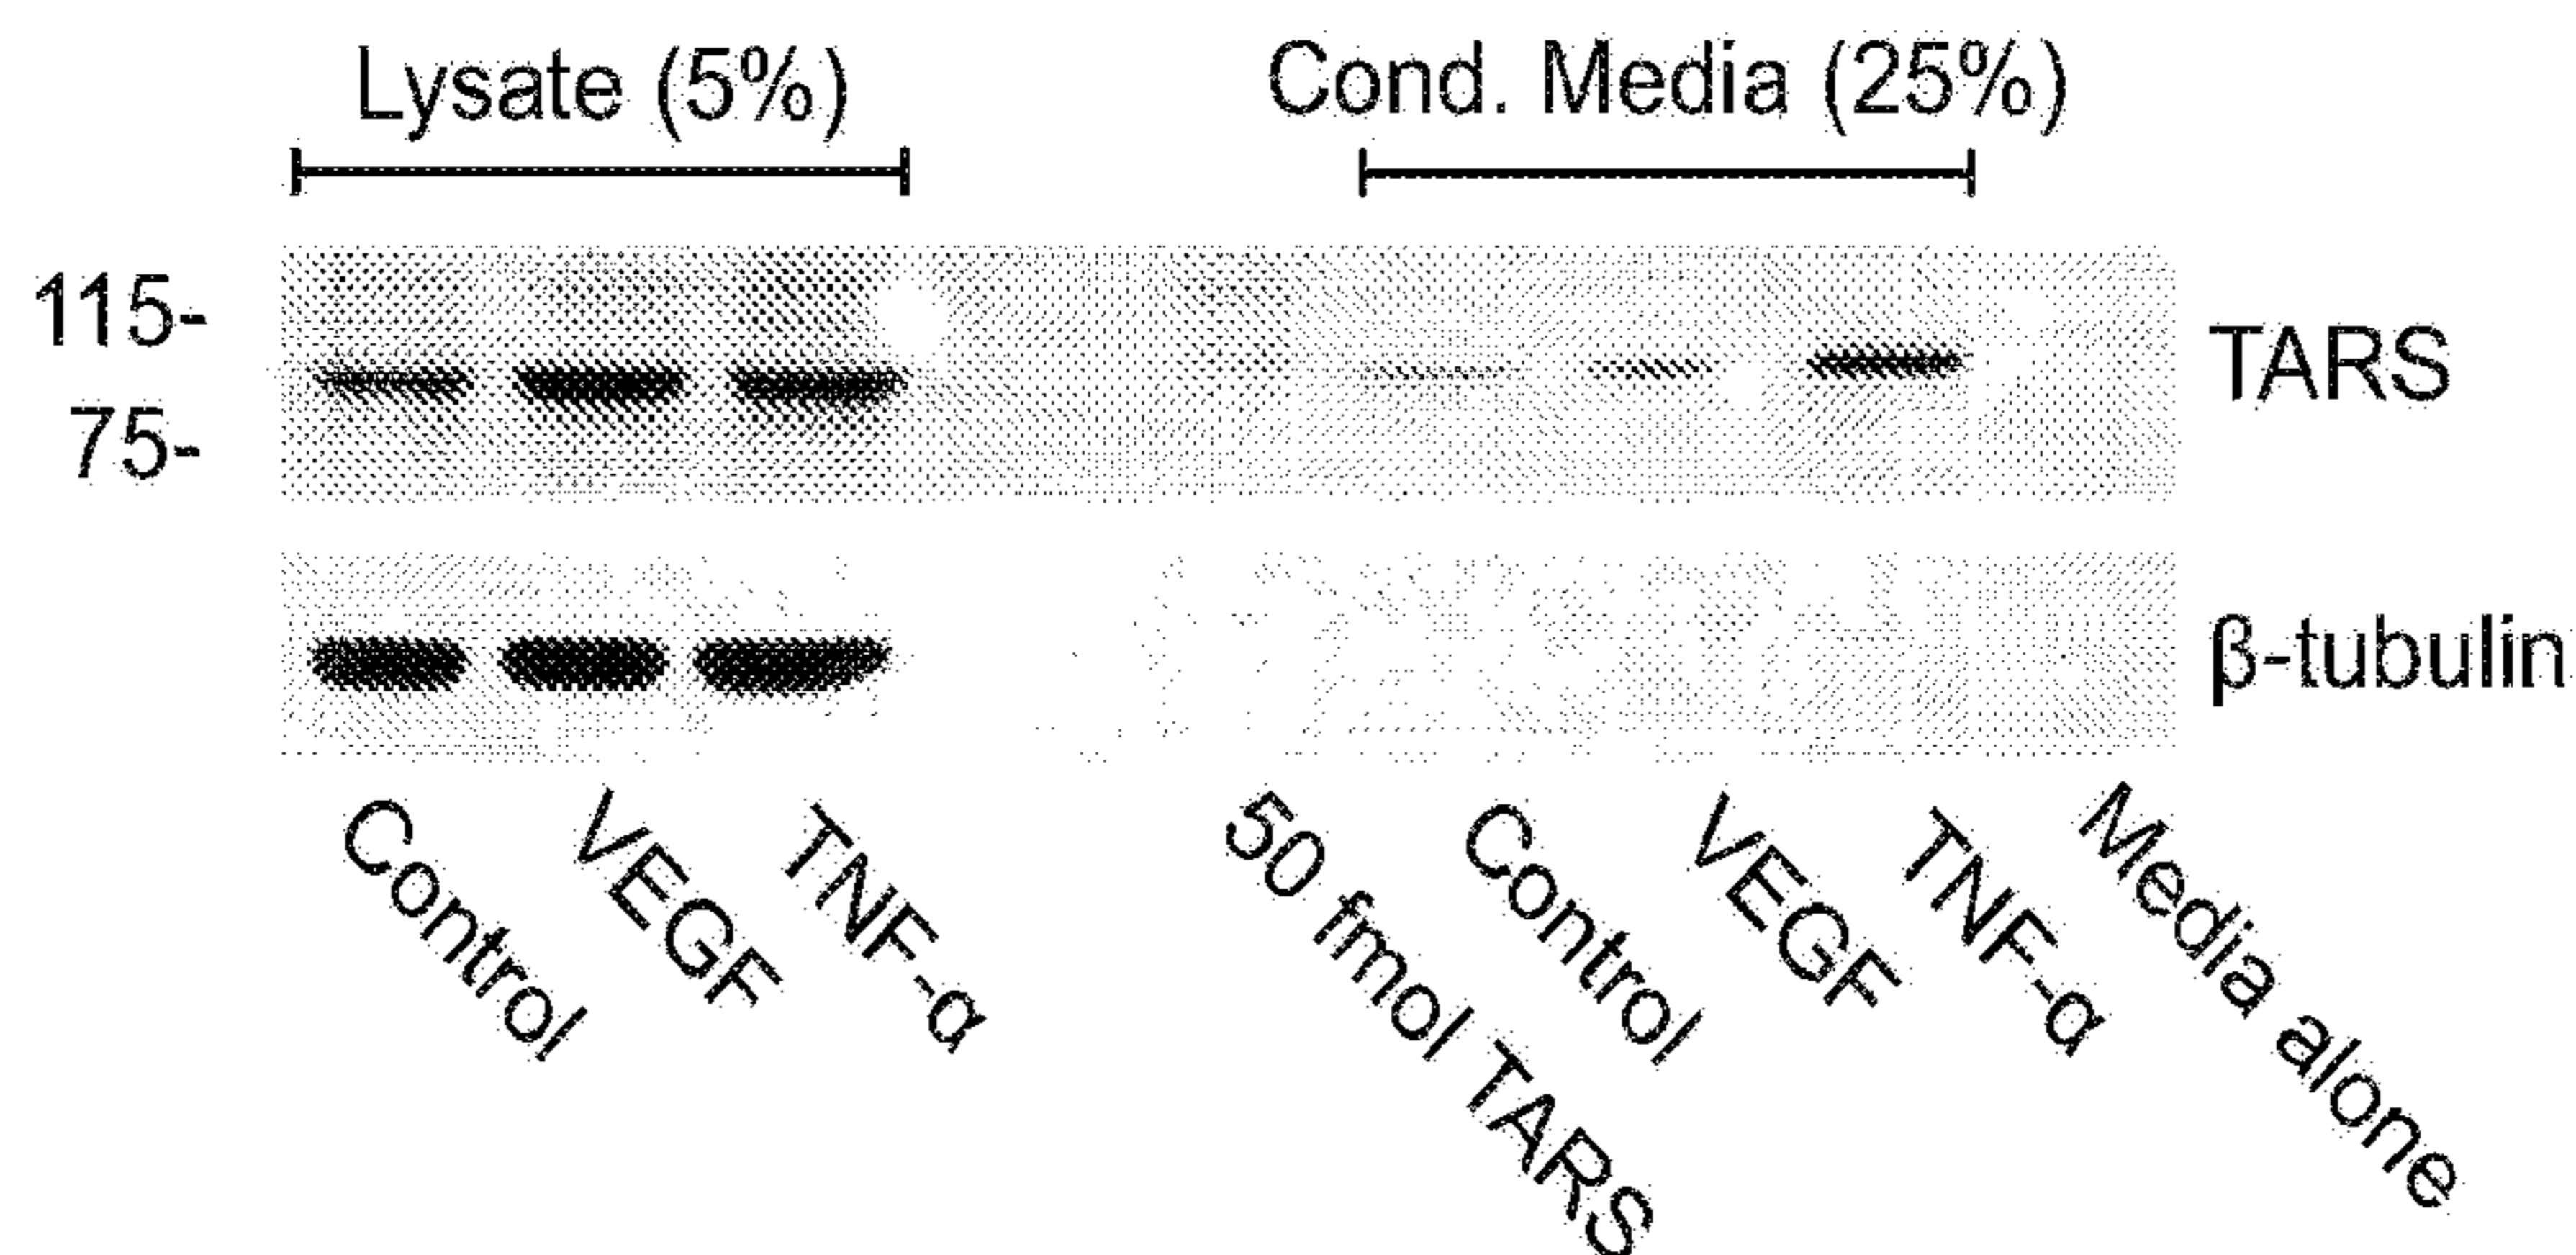 Lysate (5%)
Cond. Media (25%)
115-
75-
TARS
β-tubulin
Control
VEGF
TNF-α
50 fmol TARS
Control
VEGF
TNF-α
Media alone